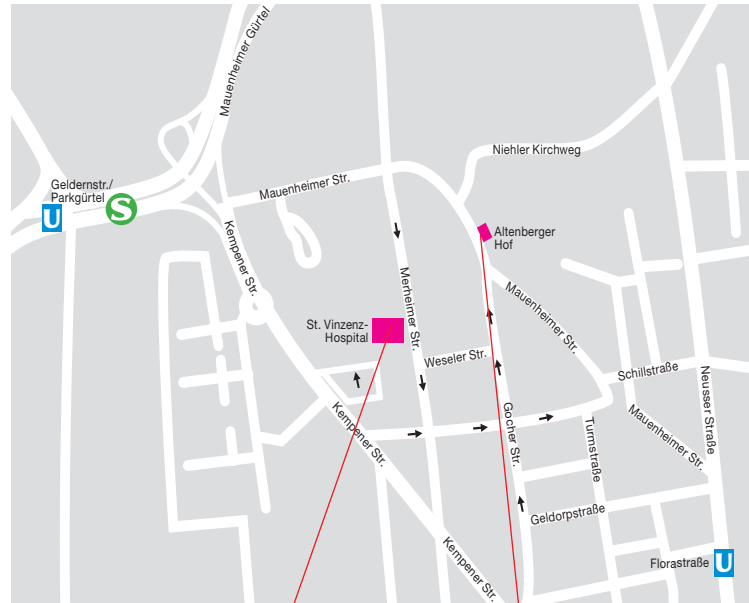 Mauenheimer Gürtel
Niehler Kirchweg
Geldernstr./
Parkgürtel
U
S
Mauenheimer Str.
Kempener Str.
Altenberger
Hof
Merheimer Str.
Mauenheimer Str.
St. Vinzenz-
Hospital
Weseler Str.
Schillstraße
Neusser Straße
Kempener Str.
Gocher Str.
Turmstraße
Mauenheimer Str.
Geldorpstraße
Kempener Str.
Florastraße
U